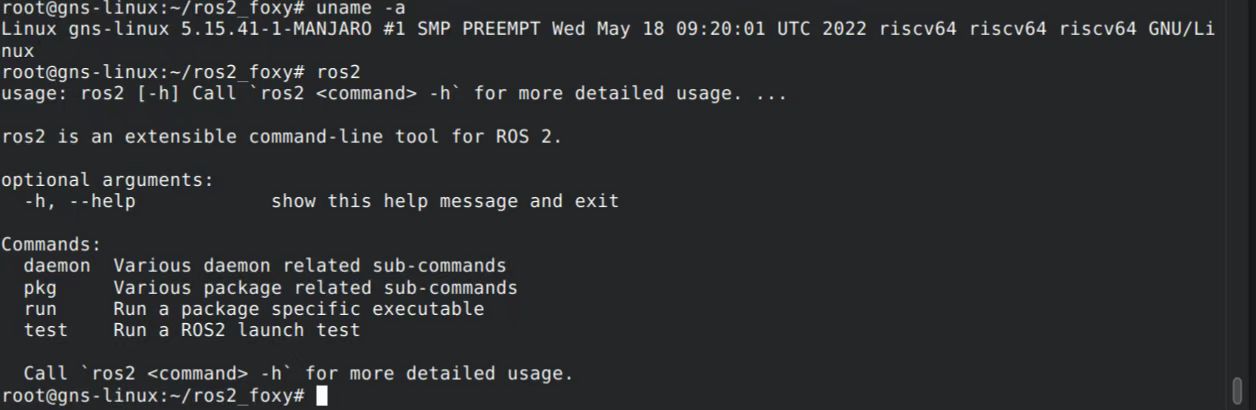 root@gns-linux:~/ros2_foxy# uname -a
Linux gns-linux 5.15.41-1-MANJARO #1 SMP PREEMPT Wed May 18 09:20:01 UTC 2022 riscv64 riscv64 riscv64 GNU/Li
nux
root@gns-linux:~/ros2_foxy# ros2
usage: ros2 [-h] Call `ros2 <command> -h` for more detailed usage. ...

ros2 is an extensible command-line tool for ROS 2.

optional arguments:
  -h, --help            show this help message and exit

Commands:
  daemon  Various daemon related sub-commands
  pkg     Various package related sub-commands
  run     Run a package specific executable
  test    Run a ROS2 launch test

  Call `ros2 <command> -h` for more detailed usage.
root@gns-linux:~/ros2_foxy#